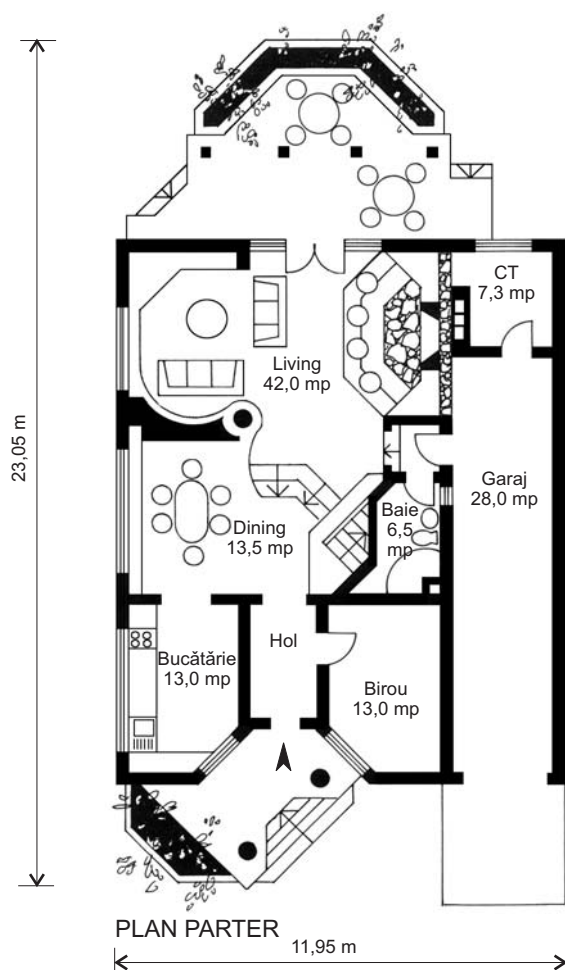 CT
7,3 mp
Living
42,0 mp
23,05 m
Garaj
28,0 mp
Baie
6,5
mp
Dining
13,5 mp
Hol
Bucătărie
13,0 mp
Birou
13,0 mp
PLAN PARTER
11,95 m